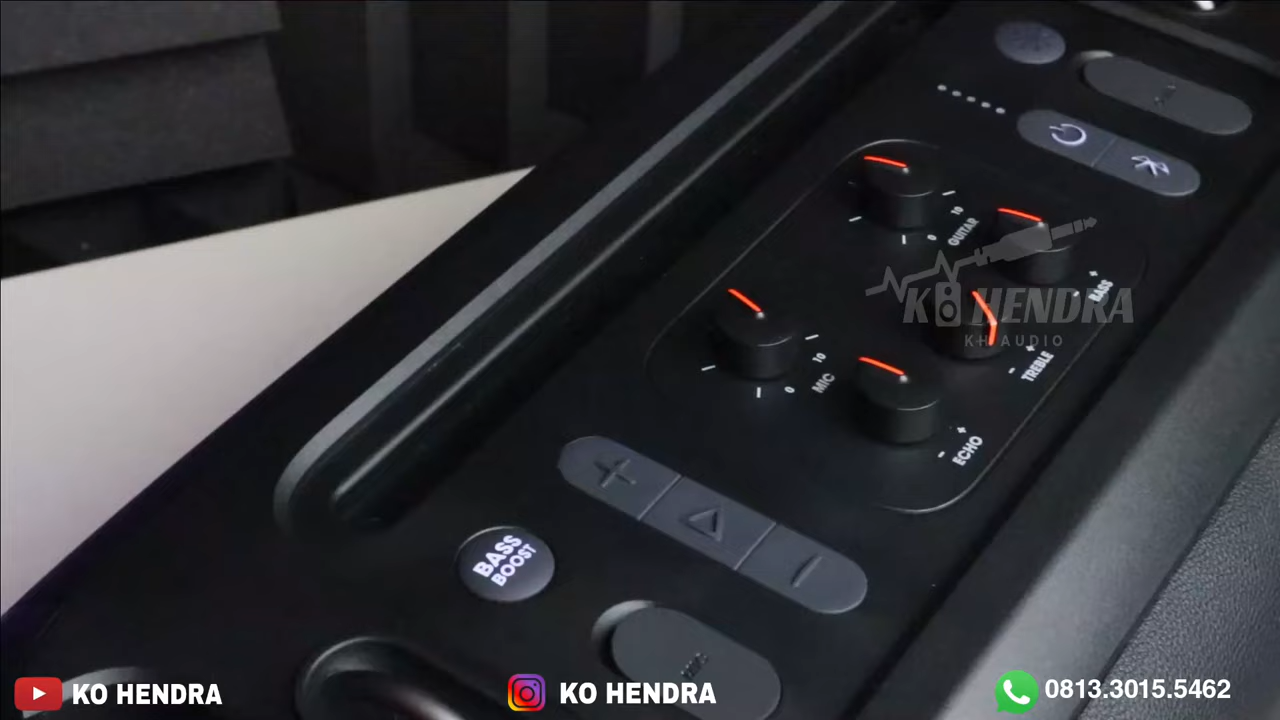 10
GUITAR
0
BASS
- +
KO HENDRA
KH AUDIO
TREBLE
- +
10
MIC
0
ECHO
- +
BASS
BOOST
KO HENDRA
KO HENDRA
0813.3015.5462